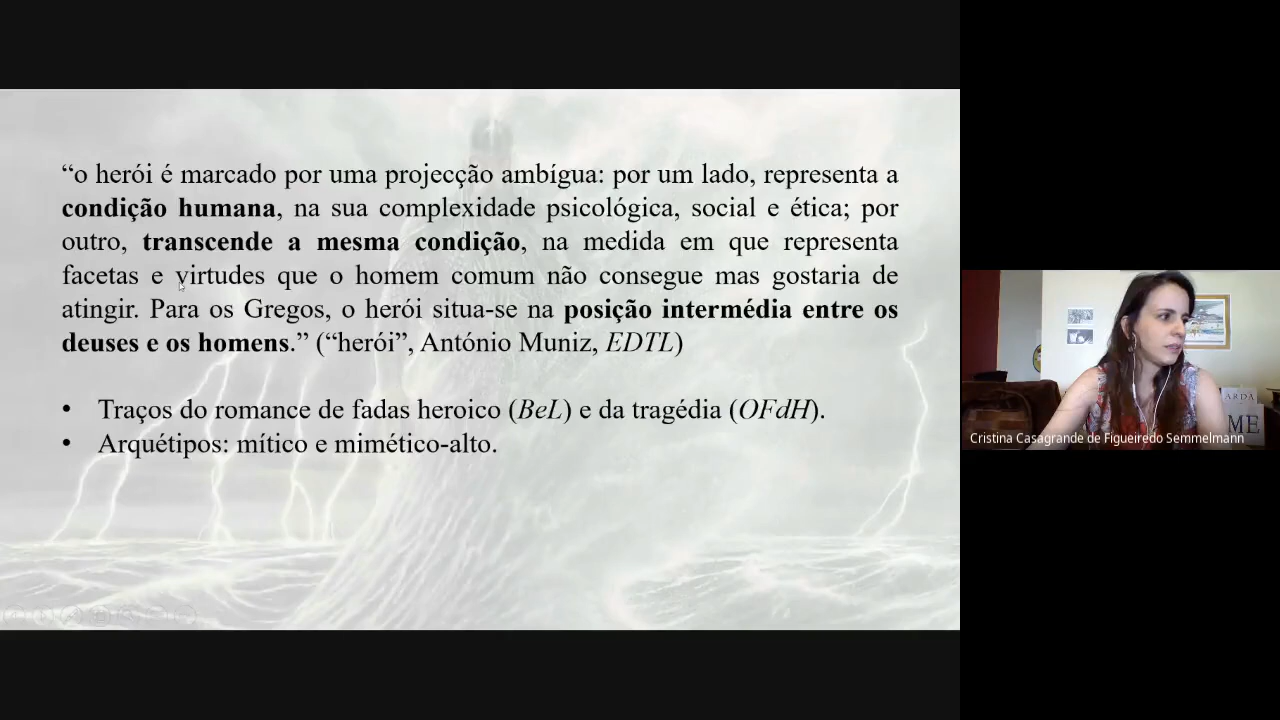 “o herói é marcado por uma projecção ambígua: por um lado, representa a
condição humana, na sua complexidade psicológica, social e ética; por
outro, transcende a mesma condição, na medida em que representa
facetas e virtudes que o homem comum não consegue mas gostaria de
atingir. Para os Gregos, o herói situa-se na posição intermédia entre os
deuses e os homens.” (“herói”, António Muniz, EDTL)
• Traços do romance de fadas heroico (BeL) e da tragédia (OFdH).
• Arquétipos: mítico e mimético-alto.
ARDA
ME
Cristina Casagrande de Figueiredo Semmelmann